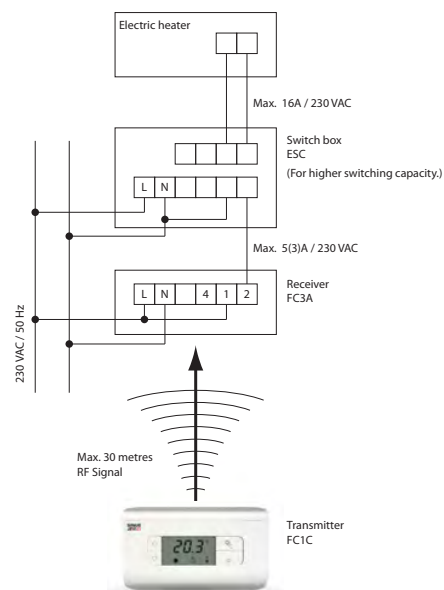 Electric heater
Max. 16A / 230 VAC
Switch box
ESC
(For higher switching capacity.)
L N
Max. 5(3)A / 230 VAC
Receiver
FC3A
L N 4 1 2
230 VAC / 50 Hz
Max. 30 metres
RF Signal
Transmitter
FC1C
20.3°